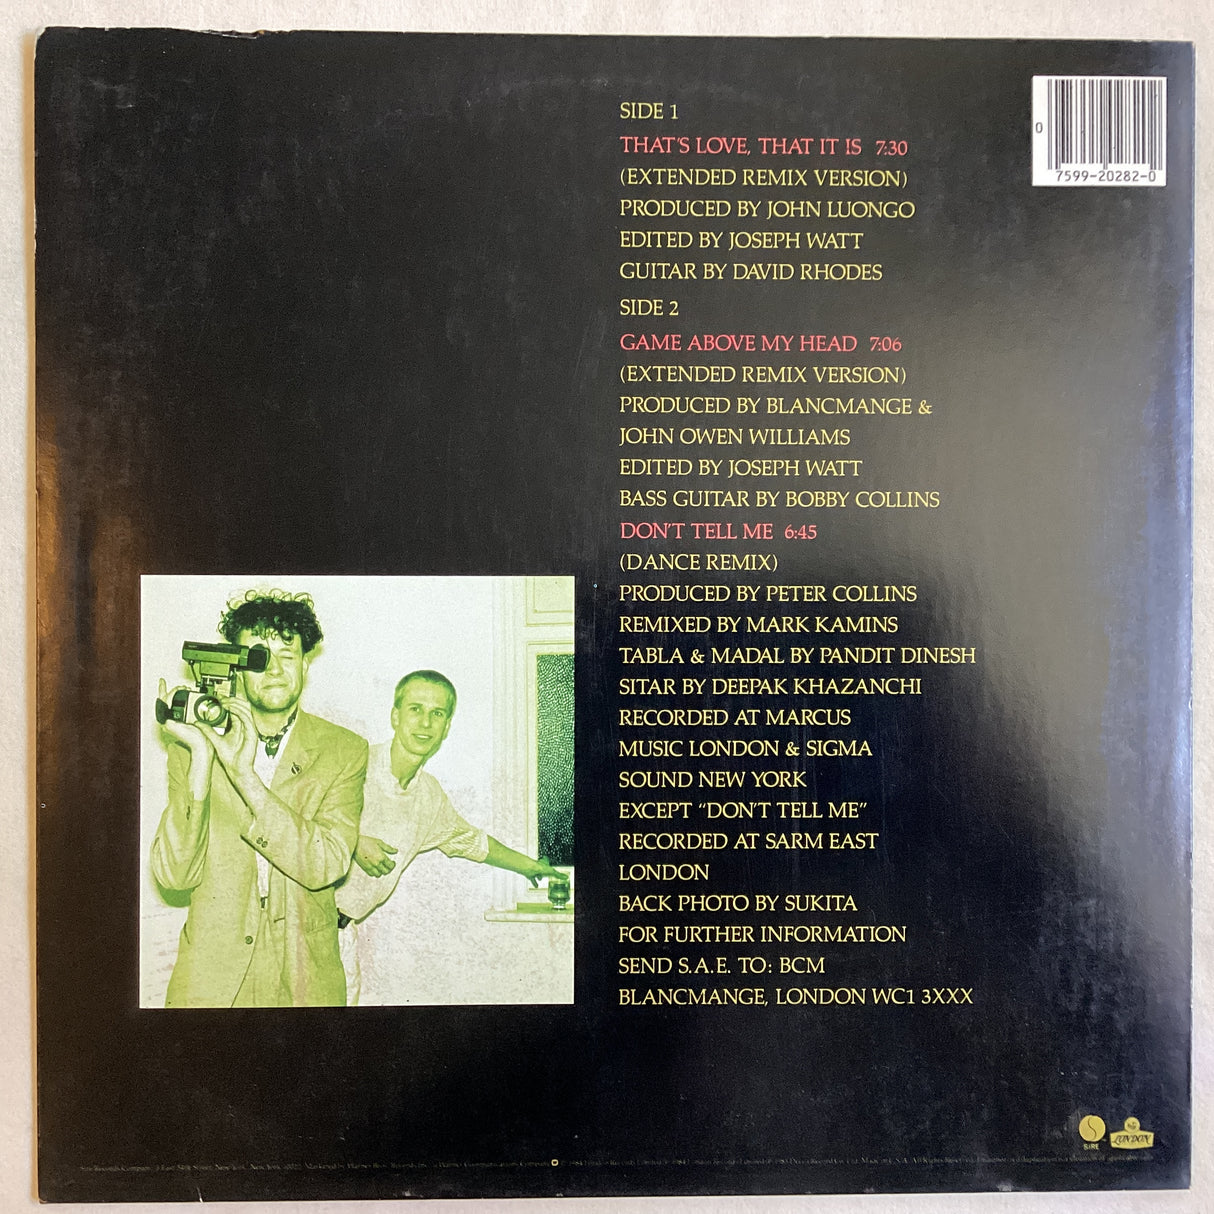 SIDE 1
THAT'S LOVE, THAT IT IS 7:30
(EXTENDED REMIX VERSION)
PRODUCED BY JOHN LUONGO
EDITED BY JOSEPH WATT
GUITAR BY DAVID RHODES
SIDE 2
GAME ABOVE MY HEAD 7:06
(EXTENDED REMIX VERSION)
PRODUCED BY BLANCMANGE &
JOHN OWEN WILLIAMS
EDITED BY JOSEPH WATT
BASS GUITAR BY BOBBY COLLINS
DON'T TELL ME 6:45
(DANCE REMIX)
PRODUCED BY PETER COLLINS
REMIXED BY MARK KAMINS
TABLA & MADAL BY PANDIT DINESH
SITAR BY DEEPAK KHAZANCHI
RECORDED AT MARCUS
MUSIC LONDON & SIGMA
SOUND NEW YORK
EXCEPT “DON'T TELL ME”
RECORDED AT SARM EAST
LONDON
BACK PHOTO BY SUKITA
FOR FURTHER INFORMATION
SEND S.A.E. TO: BCM
BLANCMANGE, LONDON WC1 3XXX
0
7599-20282-0
SIRE
LONDON